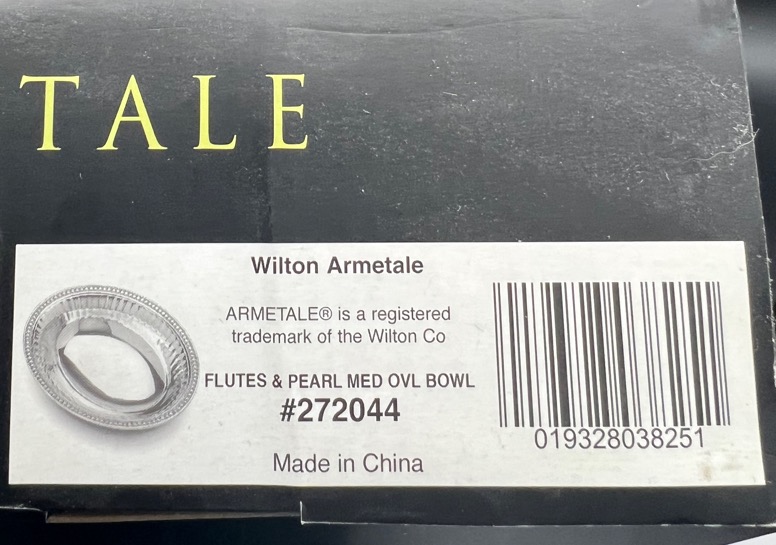 TALE
Wilton Armetale
ARMETALE® is a registered
trademark of the Wilton Co
FLUTES & PEARL MED OVL BOWL
#272044
Made in China
019328038251